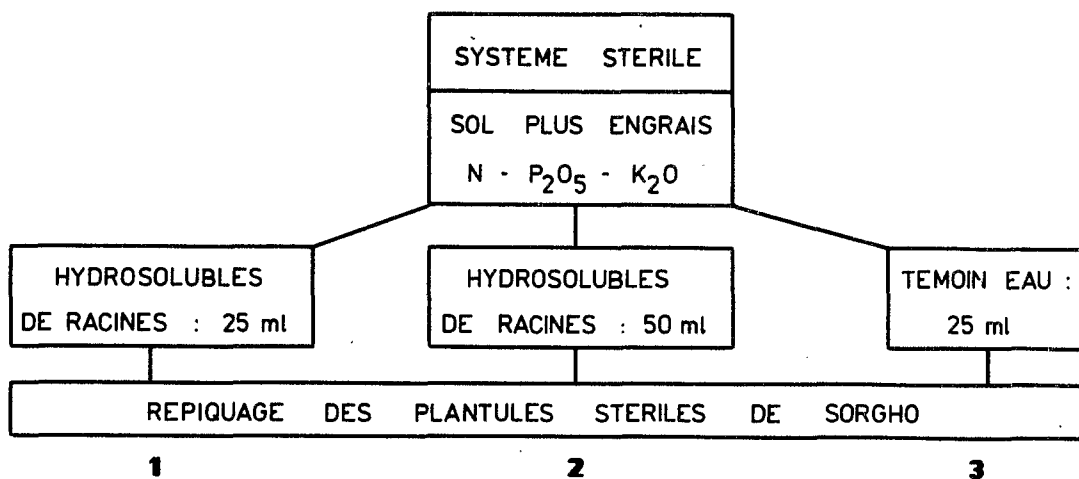 SYSTEME STERILE
SOL PLUS ENGRAIS
N - P₂O₅ - K₂O
HYDROSOLUBLES
DE RACINES : 25 ml
HYDROSOLUBLES
DE RACINES : 50 ml
TEMOIN EAU :
25 ml
REPIQUAGE DES PLANTULES STERILES DE SORGHO
1 2 3